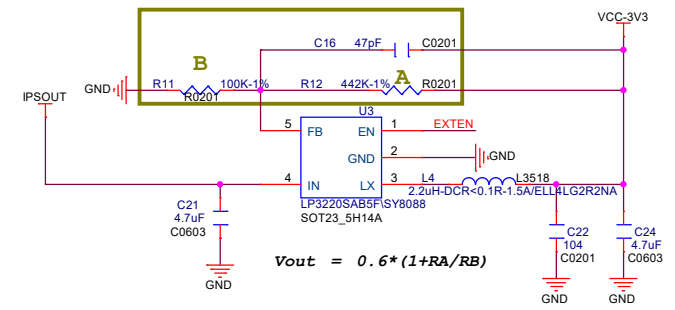 VCC-3V3
C16 47pF C0201
B A
GND R11 100K-1% R12 442K-1% R0201
R0201
IPSOUT
U3
5 FB EN 1 EXTEN
GND 2 GND
4 IN LX 3 L4 L3518
2.2uH-DCR<0.1R-1.5A/ELL4LG2R2NA
LP3220SAB5F\SY8088
SOT23_5H14A
C21
4.7uF
C0603
C22
104
C0201
C24
4.7uF
C0603
Vout = 0.6*(1+RA/RB)
GND
GND GND